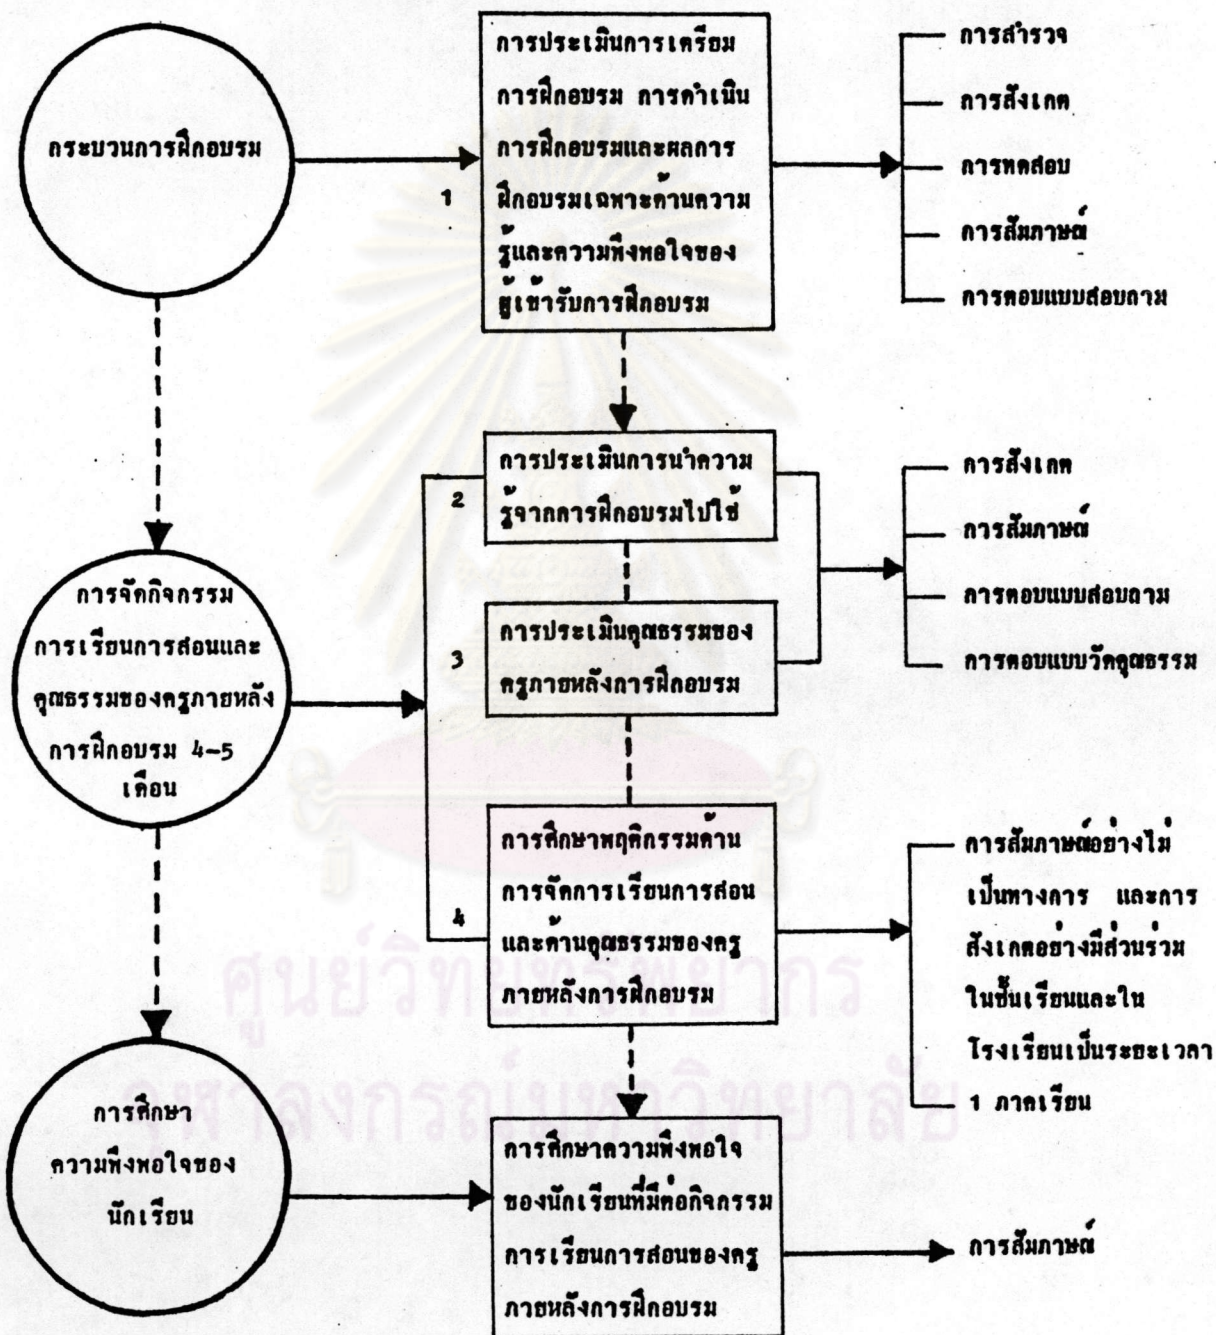 กระบวนการฝึกอบรม
1
การประเมินการเตรียม
การฝึกอบรม การดำเนิน
การฝึกอบรมและผลการ
ฝึกอบรมเฉพาะด้านความ
รู้และความพึงพอใจของ
ผู้เข้ารับการฝึกอบรม
การสำรวจ
การสังเกต
การทดสอบ
การสัมภาษณ์
การตอบแบบสอบถาม
การจัดกิจกรรม
การเรียนการสอนและ
คุณธรรมของครูภายหลัง
การฝึกอบรม 4-5
เดือน
2
การประเมินการนำความ
รู้จากการฝึกอบรมไปใช้
3
การประเมินคุณธรรมของ
ครูภายหลังการฝึกอบรม
การสังเกต
การสัมภาษณ์
การตอบแบบสอบถาม
การตอบแบบวัดคุณธรรม
4
การศึกษาพฤติกรรมด้าน
การจัดการเรียนการสอน
และด้านคุณธรรมของครู
ภายหลังการฝึกอบรม
การสัมภาษณ์อย่างไม่
เป็นทางการ และการ
สังเกตอย่างมีส่วนร่วม
ในชั้นเรียนและใน
โรงเรียนเป็นระยะเวลา
1 ภาคเรียน
การศึกษา
ความพึงพอใจของ
นักเรียน
การศึกษาความพึงพอใจ
ของนักเรียนที่มีต่อกิจกรรม
การเรียนการสอนของครู
ภวยหลังการฝึกอบรม
การสัมภาษณ์
ศูนย์วิทยทรัพยากร
จุฬาลงกรณ์มหาวิทยาลัย